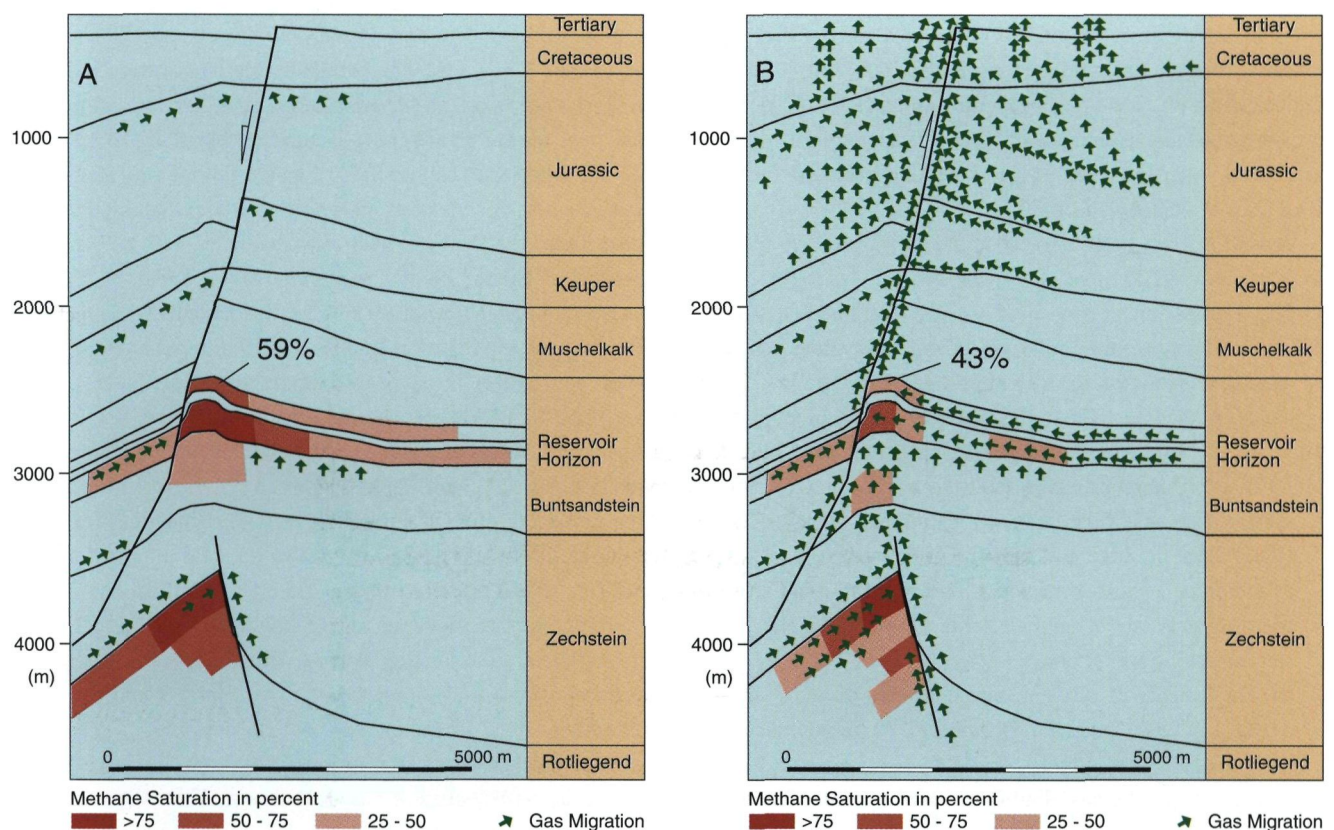 A
1000
2000
3000
4000
(m)
59%
0
5000 m
Tertiary
Cretaceous
Jurassic
Keuper
Muschelkalk
Reservoir
Horizon
Buntsandstein
Zechstein
Rotliegend
Methane Saturation in percent
>75
50 - 75
25 - 50
Gas Migration
B
1000
2000
3000
4000
(m)
43%
0
5000 m
Tertiary
Cretaceous
Jurassic
Keuper
Muschelkalk
Reservoir
Horizon
Buntsandstein
Zechstein
Rotliegend
Methane Saturation in percent
>75
50 - 75
25 - 50
Gas Migration